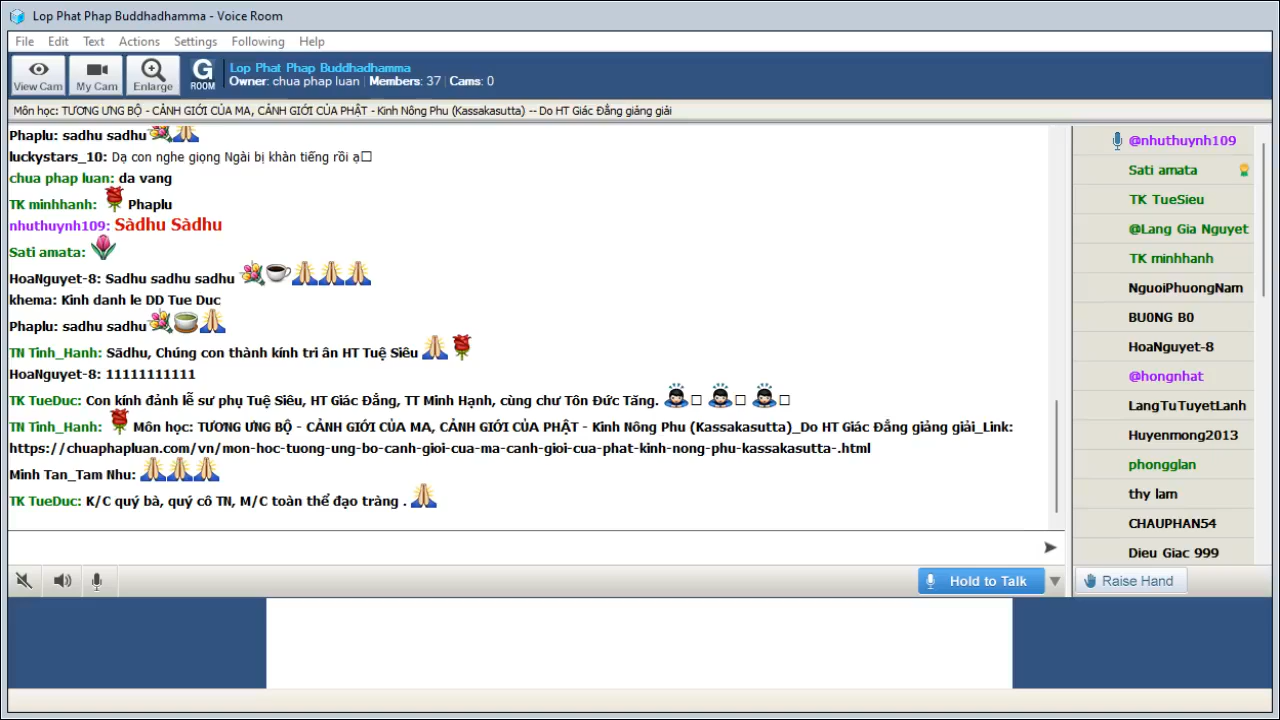 Lop Phat Phap Buddhadhamma - Voice Room
File Edit Text Actions Settings Following Help
View Cam My Cam Enlarge G ROOM
Lop Phat Phap Buddhadhamma
Owner: chua phap luan; Members: 37 Cams: 0
Môn học: TƯƠNG ƯNG BỘ - CẢNH GIỚI CỦA MA, CẢNH GIỚI CỦA PHẬT - Kinh Nông Phu (Kassakasutta) -- Do HT Giác Đẳng giảng giải
Phaplu: sadhu sadhu
luckystars_10: Dạ con nghe giọng Ngài bị khàn tiếng rồi ạ
chua phap luan: da vang
TK minhhanh: Phaplu
nhuthuynh109: Sàdhu Sàdhu
Sati amata:
HoaNguyet-8: Sadhu sadhu sadhu
khema: Kinh danh le DD Tue Duc
Phaplu: sadhu sadhu
TN Tinh_Hanh: Sādhu, Chúng con thành kính tri ân HT Tuệ Siêu
HoaNguyet-8: 11111111111
TK TueDuc: Con kính đảnh lễ sư phụ Tuệ Siêu, HT Giác Đẳng, TT Minh Hạnh, cùng chư Tôn Đức Tăng.
TN Tinh_Hanh: Môn học: TƯƠNG ƯNG BỘ - CẢNH GIỚI CỦA MA, CẢNH GIỚI CỦA PHẬT - Kinh Nông Phu (Kassakasutta)_Do HT Giác Đẳng giảng giải_Link:
https://chuaphapluan.com/vn/mon-hoc-tuong-ung-bo-canh-gioi-cua-ma-canh-gioi-cua-phat-kinh-nong-phu-kassakasutta-.html
Minh Tan_Tam Nhu:
TK TueDuc: K/C quý bà, quý cô TN, M/C toàn thể đạo tràng .
@nhuthuynh109
Sati amata
TK TueSieu
@Lang Gia Nguyet
TK minhhanh
NguoiPhuongNam
BU0NG B0
HoaNguyet-8
@hongnhat
LangTuTuyetLanh
Huyenmong2013
phongglan
thy lam
CHAUPHAN54
Dieu Giac 999
Hold to Talk
Raise Hand